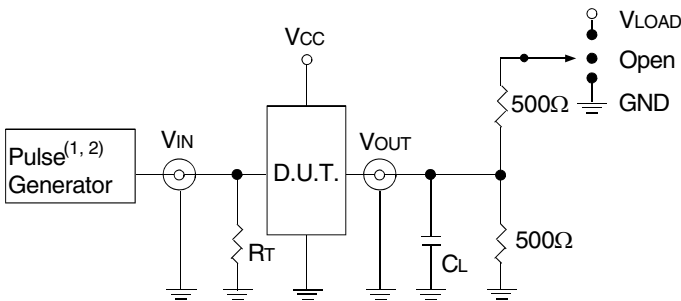 VLOAD
VCC
Open
500Ω
GND
Pulse(1, 2)
Generator
VIN
VOUT
D.U.T.
RT
CL
500Ω